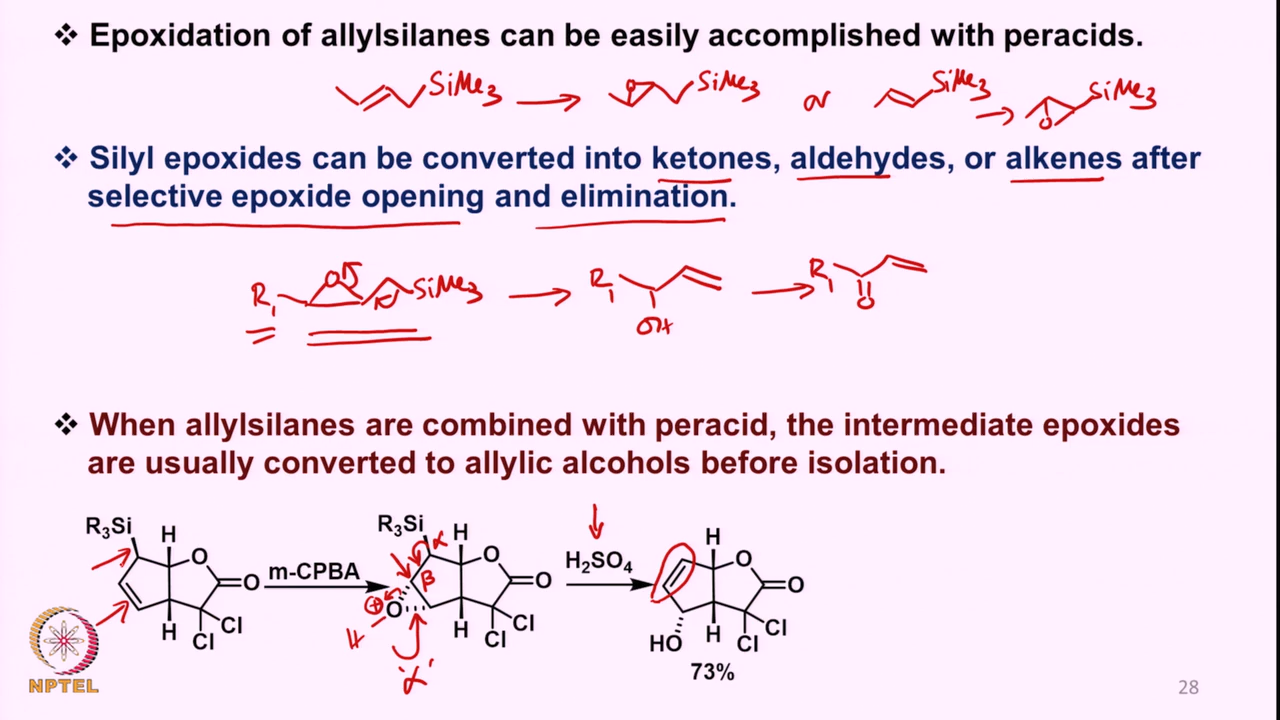 ❖ Epoxidation of allylsilanes can be easily accomplished with peracids.
SiMe3 → SiMe3 or SiMe3 → SiMe3
O O
❖ Silyl epoxides can be converted into ketones, aldehydes, or alkenes after
selective epoxide opening and elimination.
R1 O SiMe3 → R1 OH → R1 O
❖ When allylsilanes are combined with peracid, the intermediate epoxides
are usually converted to allylic alcohols before isolation.
R3Si H O O H Cl Cl
m-CPBA
R3Si H α β O O ⊕ O H H Cl Cl 'α'
H2SO4
H O O HO H Cl Cl
73%
NPTEL
28